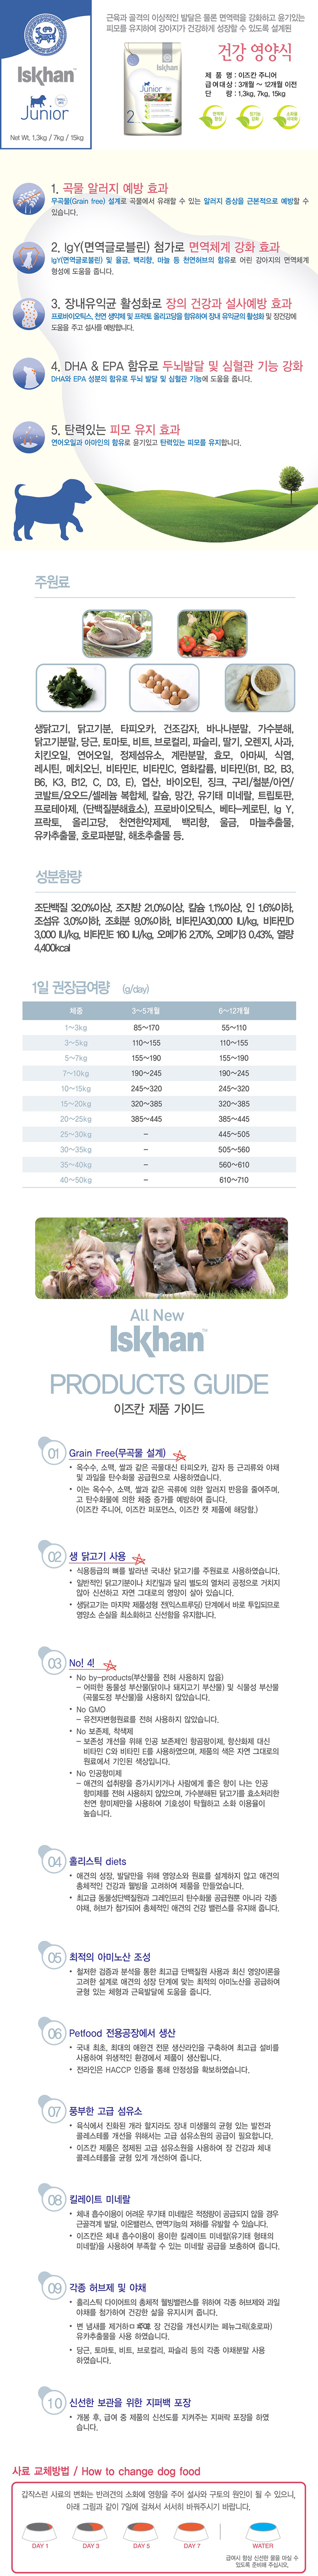 근육과 골격의 이상적인 발달은 물론 면역력을 강화하고 윤기있는
피모를 유지하여 강아지가 건강하게 성장할 수 있도록 설계된
건강 영양식
Iskhan
Junior
Net Wt. 1,3kg / 7kg / 15kg
제 품 명 : 이즈칸 주니어
급여대상 : 3개월 ~ 12개월 이전
단 량 : 1,3kg, 7kg, 15kg
면역력
향상
장기능
강화
소화율
극대화
1. 곡물 알러지 예방 효과
무곡물(Grain free) 설계로 곡물에서 유래할 수 있는 알러지 증상을 근본적으로 예방할 수
있습니다.
2. IgY(면역글로불린) 첨가로 면역체계 강화 효과
IgY(면역글로불린) 및 울금, 백리향, 마늘 등 천연허브의 함유로 어린 강아지의 면역체계
형성에 도움을 줍니다.
3. 장내유익균 활성화로 장의 건강과 설사예방 효과
프로바이오틱스, 천연 생약제 및 프락토 올리고당을 함유하여 장내 유익균의 활성화 및 장건강에
도움을 주고 설사를 예방합니다.
4. DHA & EPA 함유로 두뇌발달 및 심혈관 기능 강화
DHA와 EPA 성분의 함유로 두뇌 발달 및 심혈관 기능에 도움을 줍니다.
5. 탄력있는 피모 유지 효과
연어오일과 아마인의 함유로 윤기있고 탄력있는 피모를 유지합니다.
주원료
생닭고기, 닭고기분, 타피오카, 건조감자, 바나나분말, 가수분해,
닭고기분말, 당근, 토마토, 비트, 브로컬리, 파슬리, 딸기, 오렌지, 사과,
치킨오일, 연어오일, 정제섬유소, 계란분말, 효모, 아마씨, 식염,
레시틴, 메치오닌, 비타민E, 비타민C, 염화칼륨, 비타민(B1, B2, B3,
B6, K3, B12, C, D3, E), 엽산, 바이오틴, 징크, 구리/철분/아연/
코발트/요오드/셀레늄 복합체, 칼슘, 망간, 유기태 미네랄, 트립토판,
프로테아제, (단백질분해효소), 프로바이오틱스, 베타-케로틴, Ig Y,
프락토, 올리고당, 천연한약제제, 백리향, 울금, 마늘추출물,
유카추출물, 호로파분말, 해초추출물 등.
성분함량
조단백질 32.0%이상, 조지방 21.0%이상, 칼슘 1.1%이상, 인 1.6%이하,
조섬유 3.0%이하, 조회분 9.0%이하, 비타민A30,000 IU/kg, 비타민D
3,000 IU/kg, 비타민E 160 IU/kg, 오메가6 2.70%, 오메가3 0.43%, 열량
4,400kcal
1일 권장급여량 (g/day)
체중 3~5개월 6~12개월
1~3kg 85~170 55~110
3~5kg 110~155 110~155
5~7kg 155~190 155~190
7~10kg 190~245 190~245
10~15kg 245~320 245~320
15~20kg 320~385 320~385
20~25kg 385~445 385~445
25~30kg - 445~505
30~35kg - 505~560
35~40kg - 560~610
40~50kg - 610~710
All New
Iskhan
PRODUCTS GUIDE
이즈칸 제품 가이드
01 Grain Free(무곡물 설계)
• 옥수수, 소맥, 쌀과 같은 곡물대신 타피오카, 감자 등 근괴류와 야채
및 과일을 탄수화물 공급원으로 사용하였습니다.
• 이는 옥수수, 소맥, 쌀과 같은 곡류에 의한 알러지 반응을 줄여주며,
고 탄수화물에 의한 체중 증가를 예방하여 줍니다.
(이즈칸 주니어, 이즈칸 퍼포먼스, 이즈칸 캣 제품에 해당함.)
02 생 닭고기 사용
• 식용등급의 뼈를 발라낸 국내산 닭고기를 주원료로 사용하였습니다.
• 일반적인 닭고기분이나 치킨밀과 달리 별도의 열처리 공정으로 거치지
않아 신선하고 자연 그대로의 영양이 살아 있습니다.
• 생닭고기는 마지막 제품성형 전(익스트루딩) 단계에서 바로 투입되므로
영양소 손실을 최소화하고 신선함을 유지합니다.
03 No! 4!
• No by-products(부산물을 전혀 사용하지 않음)
- 어떠한 동물성 부산물(닭이나 돼지고기 부산물) 및 식물성 부산물
(곡물도정 부산물)을 사용하지 않았습니다.
• No GMO
- 유전자변형원료를 전혀 사용하지 않았습니다.
• No 보존제, 착색제
- 보존성 개선을 위해 인공 보존제인 항곰팡이제, 항산화제 대신
비타민 C와 비타민 E를 사용하였으며, 제품의 색은 자연 그대로의
원료에서 기인된 색상입니다.
• No 인공향미제
- 애견의 섭취량을 증가시키거나 사람에게 좋은 향이 나는 인공
향미제를 전혀 사용하지 않았으며, 가수분해된 닭고기를 효소처리한
천연 향미제만을 사용하여 기호성이 탁월하고 소화 이용율이
높습니다.
04 홀리스틱 diets
• 애견의 성장, 발달만을 위해 영양소와 원료를 설계하지 않고 애견의
총체적인 건강과 웰빙을 고려하여 제품을 만들었습니다.
• 최고급 동물성단백질원과 그레인프리 탄수화물 공급원뿐 아니라 각종
야채, 허브가 첨가되어 총체적인 애견의 건강 밸런스를 유지해 줍니다.
05 최적의 아미노산 조성
• 철저한 검증과 분석을 통한 최고급 단백질원 사용과 최신 영양이론을
고려한 설계로 애견의 성장 단계에 맞는 최적의 아미노산을 공급하여
균형 있는 체형과 근육발달에 도움을 줍니다.
06 Petfood 전용공장에서 생산
• 국내 최초, 최대의 애완견 전문 생산라인을 구축하여 최고급 설비를
사용하여 위생적인 환경에서 제품이 생산됩니다.
• 전라인은 HACCP 인증을 통해 안정성을 확보하였습니다.
07 풍부한 고급 섬유소
• 육식에서 진화된 개라 할지라도 장내 미생물의 균형 있는 발전과
콜레스테롤 개선을 위해서는 고급 섬유소원의 공급이 필요합니다.
• 이즈칸 제품은 정제된 고급 섬유소원을 사용하여 장 건강과 체내
콜레스테롤을 균형 있게 개선하여 줍니다.
08 킬레이트 미네랄
• 체내 흡수이용이 어려운 무기태 미네랄은 적정량이 공급되지 않을 경우
근골격계 발달, 이온밸런스, 면역기능의 저하를 유발할 수 있습니다.
• 이즈칸은 체내 흡수이용이 용이한 킬레이트 미네랄(유기태 형태의
미네랄)을 사용하여 부족할 수 있는 미네랄 공급을 보충하여 줍니다.
09 각종 허브제 및 야채
• 홀리스틱 다이어트의 총체적 웰빙밸런스를 위하여 각종 허브제와 과일
야채를 첨가하여 건강한 삶을 유지시켜 줍니다.
• 변 냄새를 제거하 장 건강을 개선시키는 페뉴그릭(호로파)
유카추출물을 사용 하였습니다.
• 당근, 토마토, 비트, 브로컬리, 파슬리 등의 각종 야채분말 사용
하였습니다.
10 신선한 보관을 위한 지퍼백 포장
• 개봉 후, 급여 중 제품의 신선도를 지켜주는 지퍼락 포장을 하였
습니다.
사료 교체방법 / How to change dog food
갑작스런 사료의 변화는 반려견의 소화에 영향을 주어 설사와 구토의 원인이 될 수 있으니,
아래 그림과 같이 7일에 걸쳐서 서서히 바꿔주시기 바랍니다.
DAY 1 DAY 3 DAY 5 DAY 7 WATER
급여시 항상 신선한 물을 마실 수
있도록 준비해 주십시오.